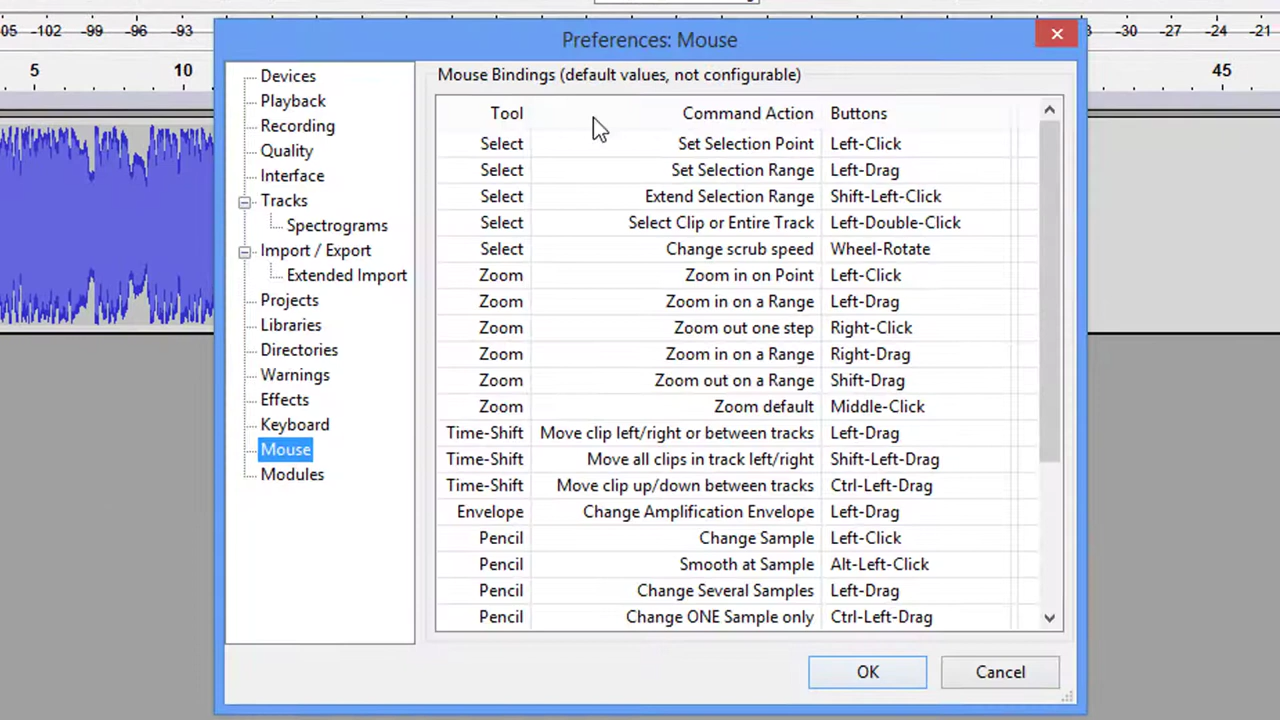 -102 -99 -96 -93 -30 -27 -24 -21
5 10 45
Preferences: Mouse
Devices
Playback
Recording
Quality
Interface
Tracks
Spectrograms
Import / Export
Extended Import
Projects
Libraries
Directories
Warnings
Effects
Keyboard
Mouse
Modules
Mouse Bindings (default values, not configurable)
Tool Command Action Buttons
Select Set Selection Point Left-Click
Select Set Selection Range Left-Drag
Select Extend Selection Range Shift-Left-Click
Select Select Clip or Entire Track Left-Double-Click
Select Change scrub speed Wheel-Rotate
Zoom Zoom in on Point Left-Click
Zoom Zoom in on a Range Left-Drag
Zoom Zoom out one step Right-Click
Zoom Zoom in on a Range Right-Drag
Zoom Zoom out on a Range Shift-Drag
Zoom Zoom default Middle-Click
Time-Shift Move clip left/right or between tracks Left-Drag
Time-Shift Move all clips in track left/right Shift-Left-Drag
Time-Shift Move clip up/down between tracks Ctrl-Left-Drag
Envelope Change Amplification Envelope Left-Drag
Pencil Change Sample Left-Click
Pencil Smooth at Sample Alt-Left-Click
Pencil Change Several Samples Left-Drag
Pencil Change ONE Sample only Ctrl-Left-Drag
OK Cancel